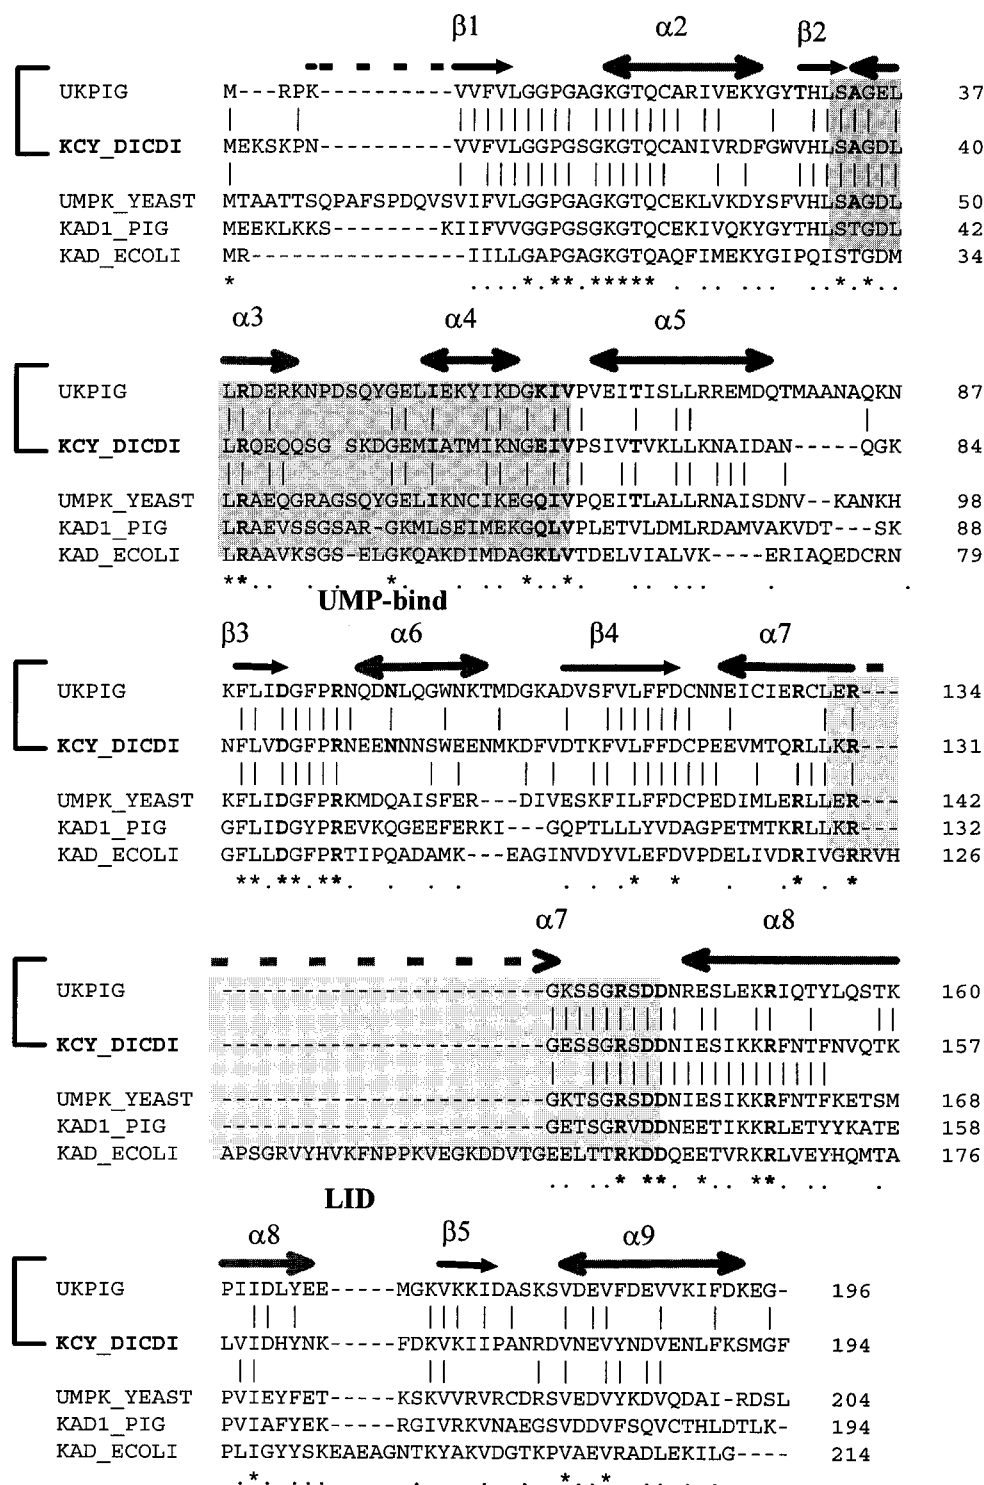 β1 α2 β2
UKPIG M---RPK----------VVFVLGGPGAGKGTQCARIVEKYGYTHLSAGEL 37
KCY_DICDI MEKSKPN----------VVFVLGGPGSGKGTQCANIVRDFGWVHLSAGDL 40
UMPK_YEAST MTAATTSQPAFSPDQVSVIFVLGGPGAGKGTQCEKLVKDYSFVHLSAGDL 50
KAD1_PIG MEEKLKKS--------KIIFVVGGPGSGKGTQCEKIVQKYGYTHLSTGDL 42
KAD_ECOLI MR----------------IILLGAPGAGKGTQAQFIMEKYGIPQISTGDM 34
* ....*.**.*****. .. .. . ..*.*..
α3 α4 α5
UKPIG LRDERKNPDSQYGELIEKYIKDGKIVPVEITISLLRREMDQTMAANAQKN 87
KCY_DICDI LRQEQQSG SKDGEMIATMIKNGEIVPSIVTVKLLKNAIDAN-----QGK 84
UMPK_YEAST LRAEQGRAGSQYGELIKNCIKEGQIVPQEITLALLRNAISDNV--KANKH 98
KAD1_PIG LRAEVSSGSAR-GKMLSEIMEKGQLVPLETVLDMLRDAMVAKVDT---SK 88
KAD_ECOLI LRAAVKSGS-ELGKQAKDIMDAGKLVTDELVIALVK----ERIAQEDCRN 79
**.. . . *. . .. *..* . .. ... . .
UMP-bind
β3 α6 β4 α7
UKPIG KFLIDGFPRNQDNLQGWNKTMDGKADVSFVLFFDCNNEICIERCLER--- 134
KCY_DICDI NFLVDGFPRNEENNNSWEENMKDFVDTKFVLFFDCPEEVMTQRLLKR--- 131
UMPK_YEAST KFLIDGFPRKMDQAISFER---DIVESKFILFFDCPEDIMLERLLER--- 142
KAD1_PIG GFLIDGYPREVKQGEEFERKI---GQPTLLLYVDAGPETMTKRLLKR--- 132
KAD_ECOLI GFLLDGFPRTIPQADAMK---EAGINVDYVLEFDVPDELIVDRIVGRRVH 126
**.**.** . . . . . . ..*. * .. . *. . *
α7 α8
UKPIG ------------------------GKSSGRSDDNRESLEKRIQTYLQSTK 160
KCY_DICDI ------------------------GESSGRSDDNIESIKKRFNTFNVQTK 157
UMPK_YEAST ------------------------GKTSGRSDDNIESIKKRFNTFKETSM 168
KAD1_PIG ------------------------GETSGRVDDNEETIKKRLETYYKATE 158
KAD_ECOLI APSGRVYHVKFNPPKVEGKDDVTGEELTTRKDDQEETVRKRLVEYHQMTA 176
.. ..* **. *. .**. .. .
LID
α8 β5 α9
UKPIG PIIDLYEE-----MGKVKKIDASKSVDEVFDEVVKIFDKEG- 196
KCY_DICDI LVIDHYNK-----FDKVKIIPANRDVNEVYNDVENLFKSMGF 194
UMPK_YEAST PVIEYFET-----KSKVVRVRCDRSVEDVYKDVQDAI-RDSL 204
KAD1_PIG PVIAFYEK-----RGIVRKVNAEGSVDDVFSQVCTHLDTLK- 194
KAD_ECOLI PLIGYYSKEAEAGNTKYAKVDGTKPVAEVRADLEKILG---- 214
.* . ... . .. . . *. * .. .